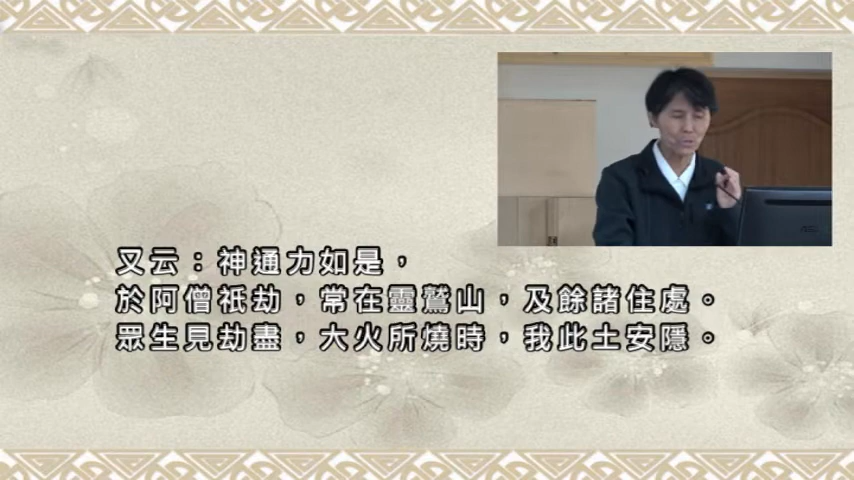 又云：神通力如是，
於阿僧祇劫，常在靈鷲山，及餘諸住處。
眾生見劫盡，大火所燒時，我此土安隱。